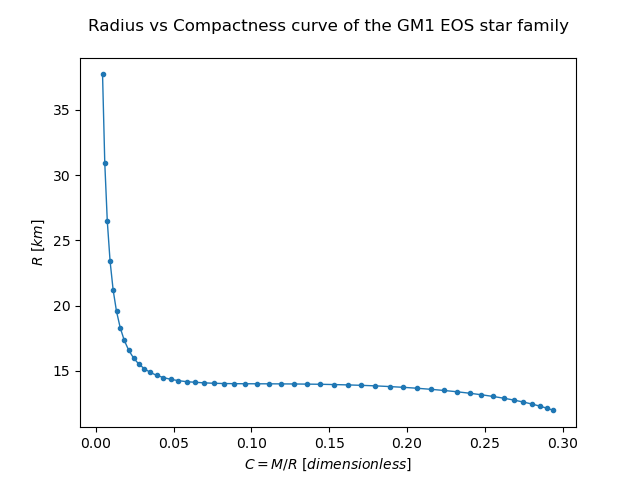 Radius vs Compactness curve of the GM1 EOS star family
35
30
25
20
15
R [km]
0.00 0.05 0.10 0.15 0.20 0.25 0.30
C = M/R [dimensionless]